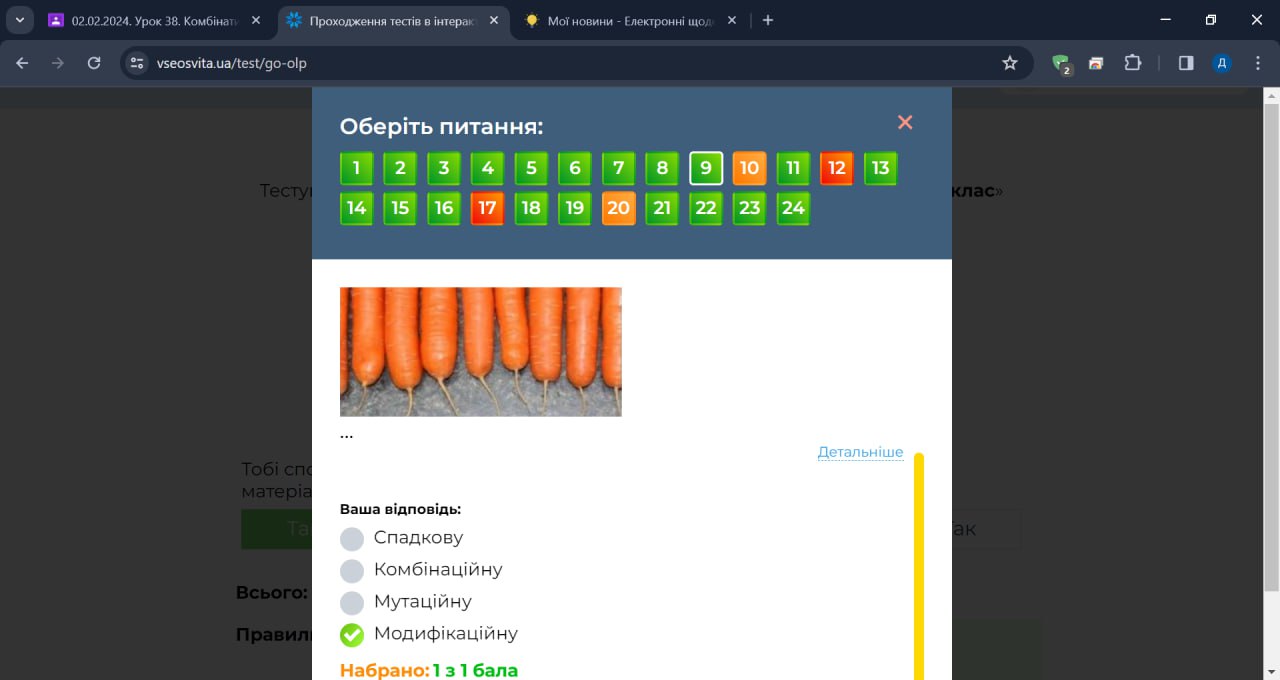 02.02.2024. Урок 38. Комбінати
Проходження тестів в інтерак
Мої новини - Електронні щод
vseosvita.ua/test/go-olp
2
Д
Оберіть питання:
1 2 3 4 5 6 7 8 9 10 11 12 13
14 15 16 17 18 19 20 21 22 23 24
Тесту
клас»
...
Детальніше
Тобі спо
матеріа
Та
Так
Ваша відповідь:
Спадкову
Комбінаційну
Мутаційну
Модифікаційну
Набрано: 1 з 1 бала
Всього:
Правил